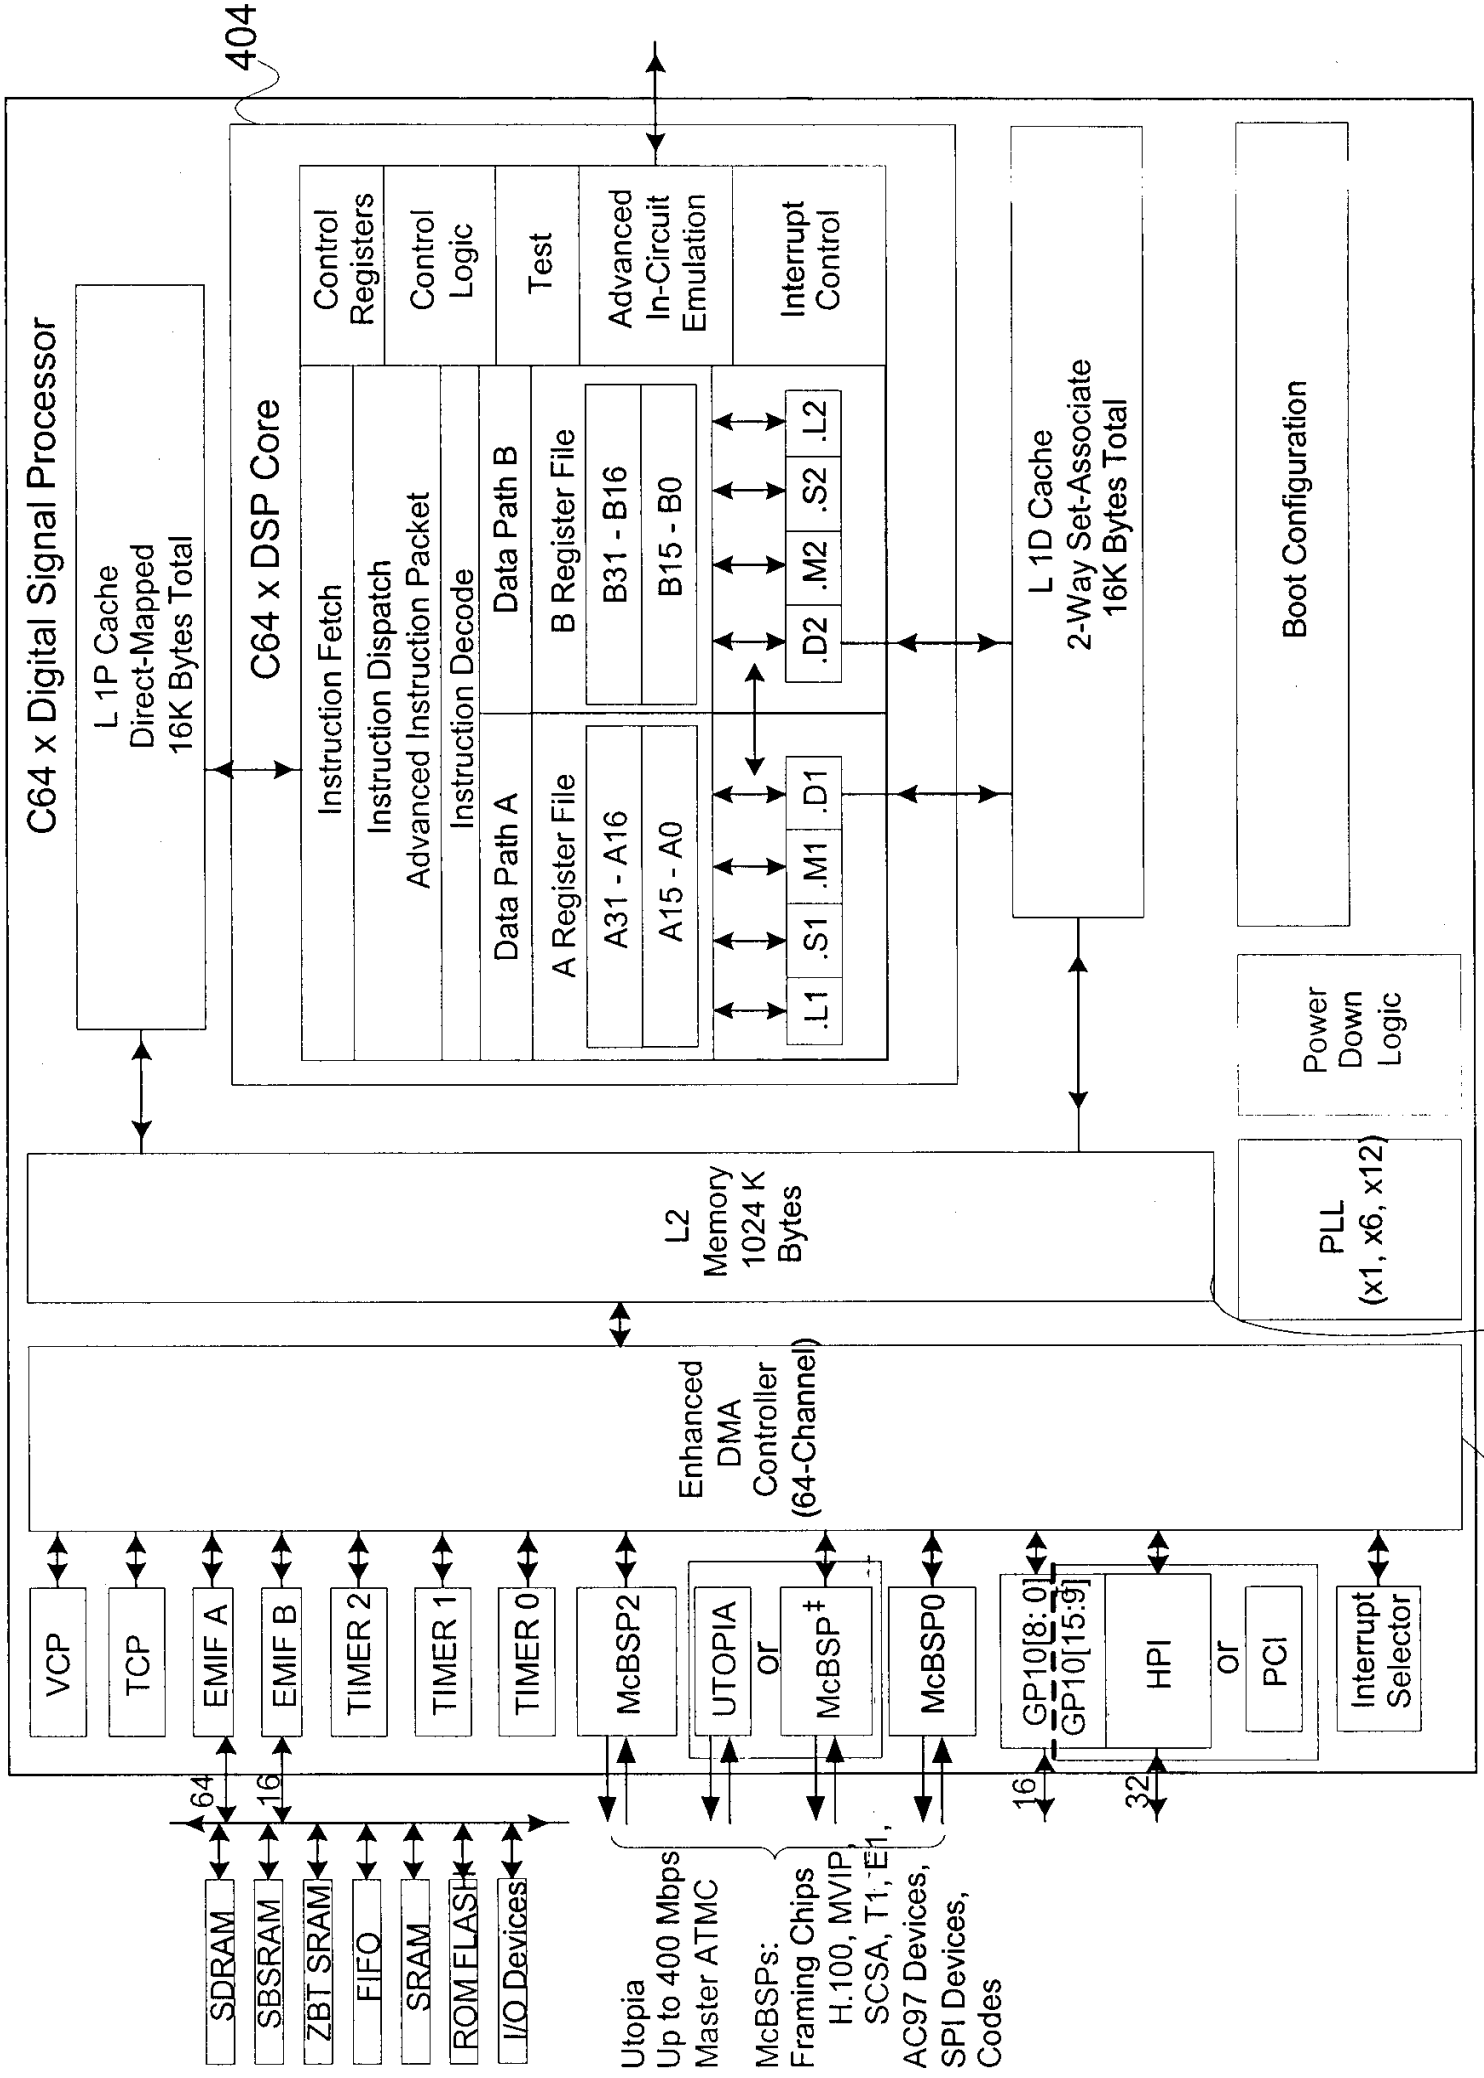 C64 x Digital Signal Processor
404
SDRAM
SBSRAM
ZBT SRAM
FIFO
SRAM
ROM FLASH
I/O Devices
64
16
Utopia
Up to 400 Mbps
Master ATMC
McBSPs:
Framing Chips
H.100, MVIP,
SCSA, T1, E1,
AC97 Devices,
SPI Devices,
Codes
16
32
VCP
TCP
EMIF A
EMIF B
TIMER 2
TIMER 1
TIMER 0
McBSP2
UTOPIA
or
McBSP‡
McBSP0
GP10[8: 0]
GP10[15:9]
HPI
or
PCI
Interrupt
Selector
Enhanced
DMA
Controller
(64-Channel)
L2
Memory
1024 K
Bytes
PLL
(x1, x6, x12)
Power
Down
Logic
Boot Configuration
L 1P Cache
Direct-Mapped
16K Bytes Total
C64 x DSP Core
Instruction Fetch
Instruction Dispatch
Advanced Instruction Packet
Instruction Decode
Data Path A
Data Path B
A Register File
B Register File
A31 - A16
B31 - B16
A15 - A0
B15 - B0
.L1
.S1
.M1
.D1
.D2
.M2
.S2
.L2
Control
Registers
Control
Logic
Test
Advanced
In-Circuit
Emulation
Interrupt
Control
L 1D Cache
2-Way Set-Associate
16K Bytes Total